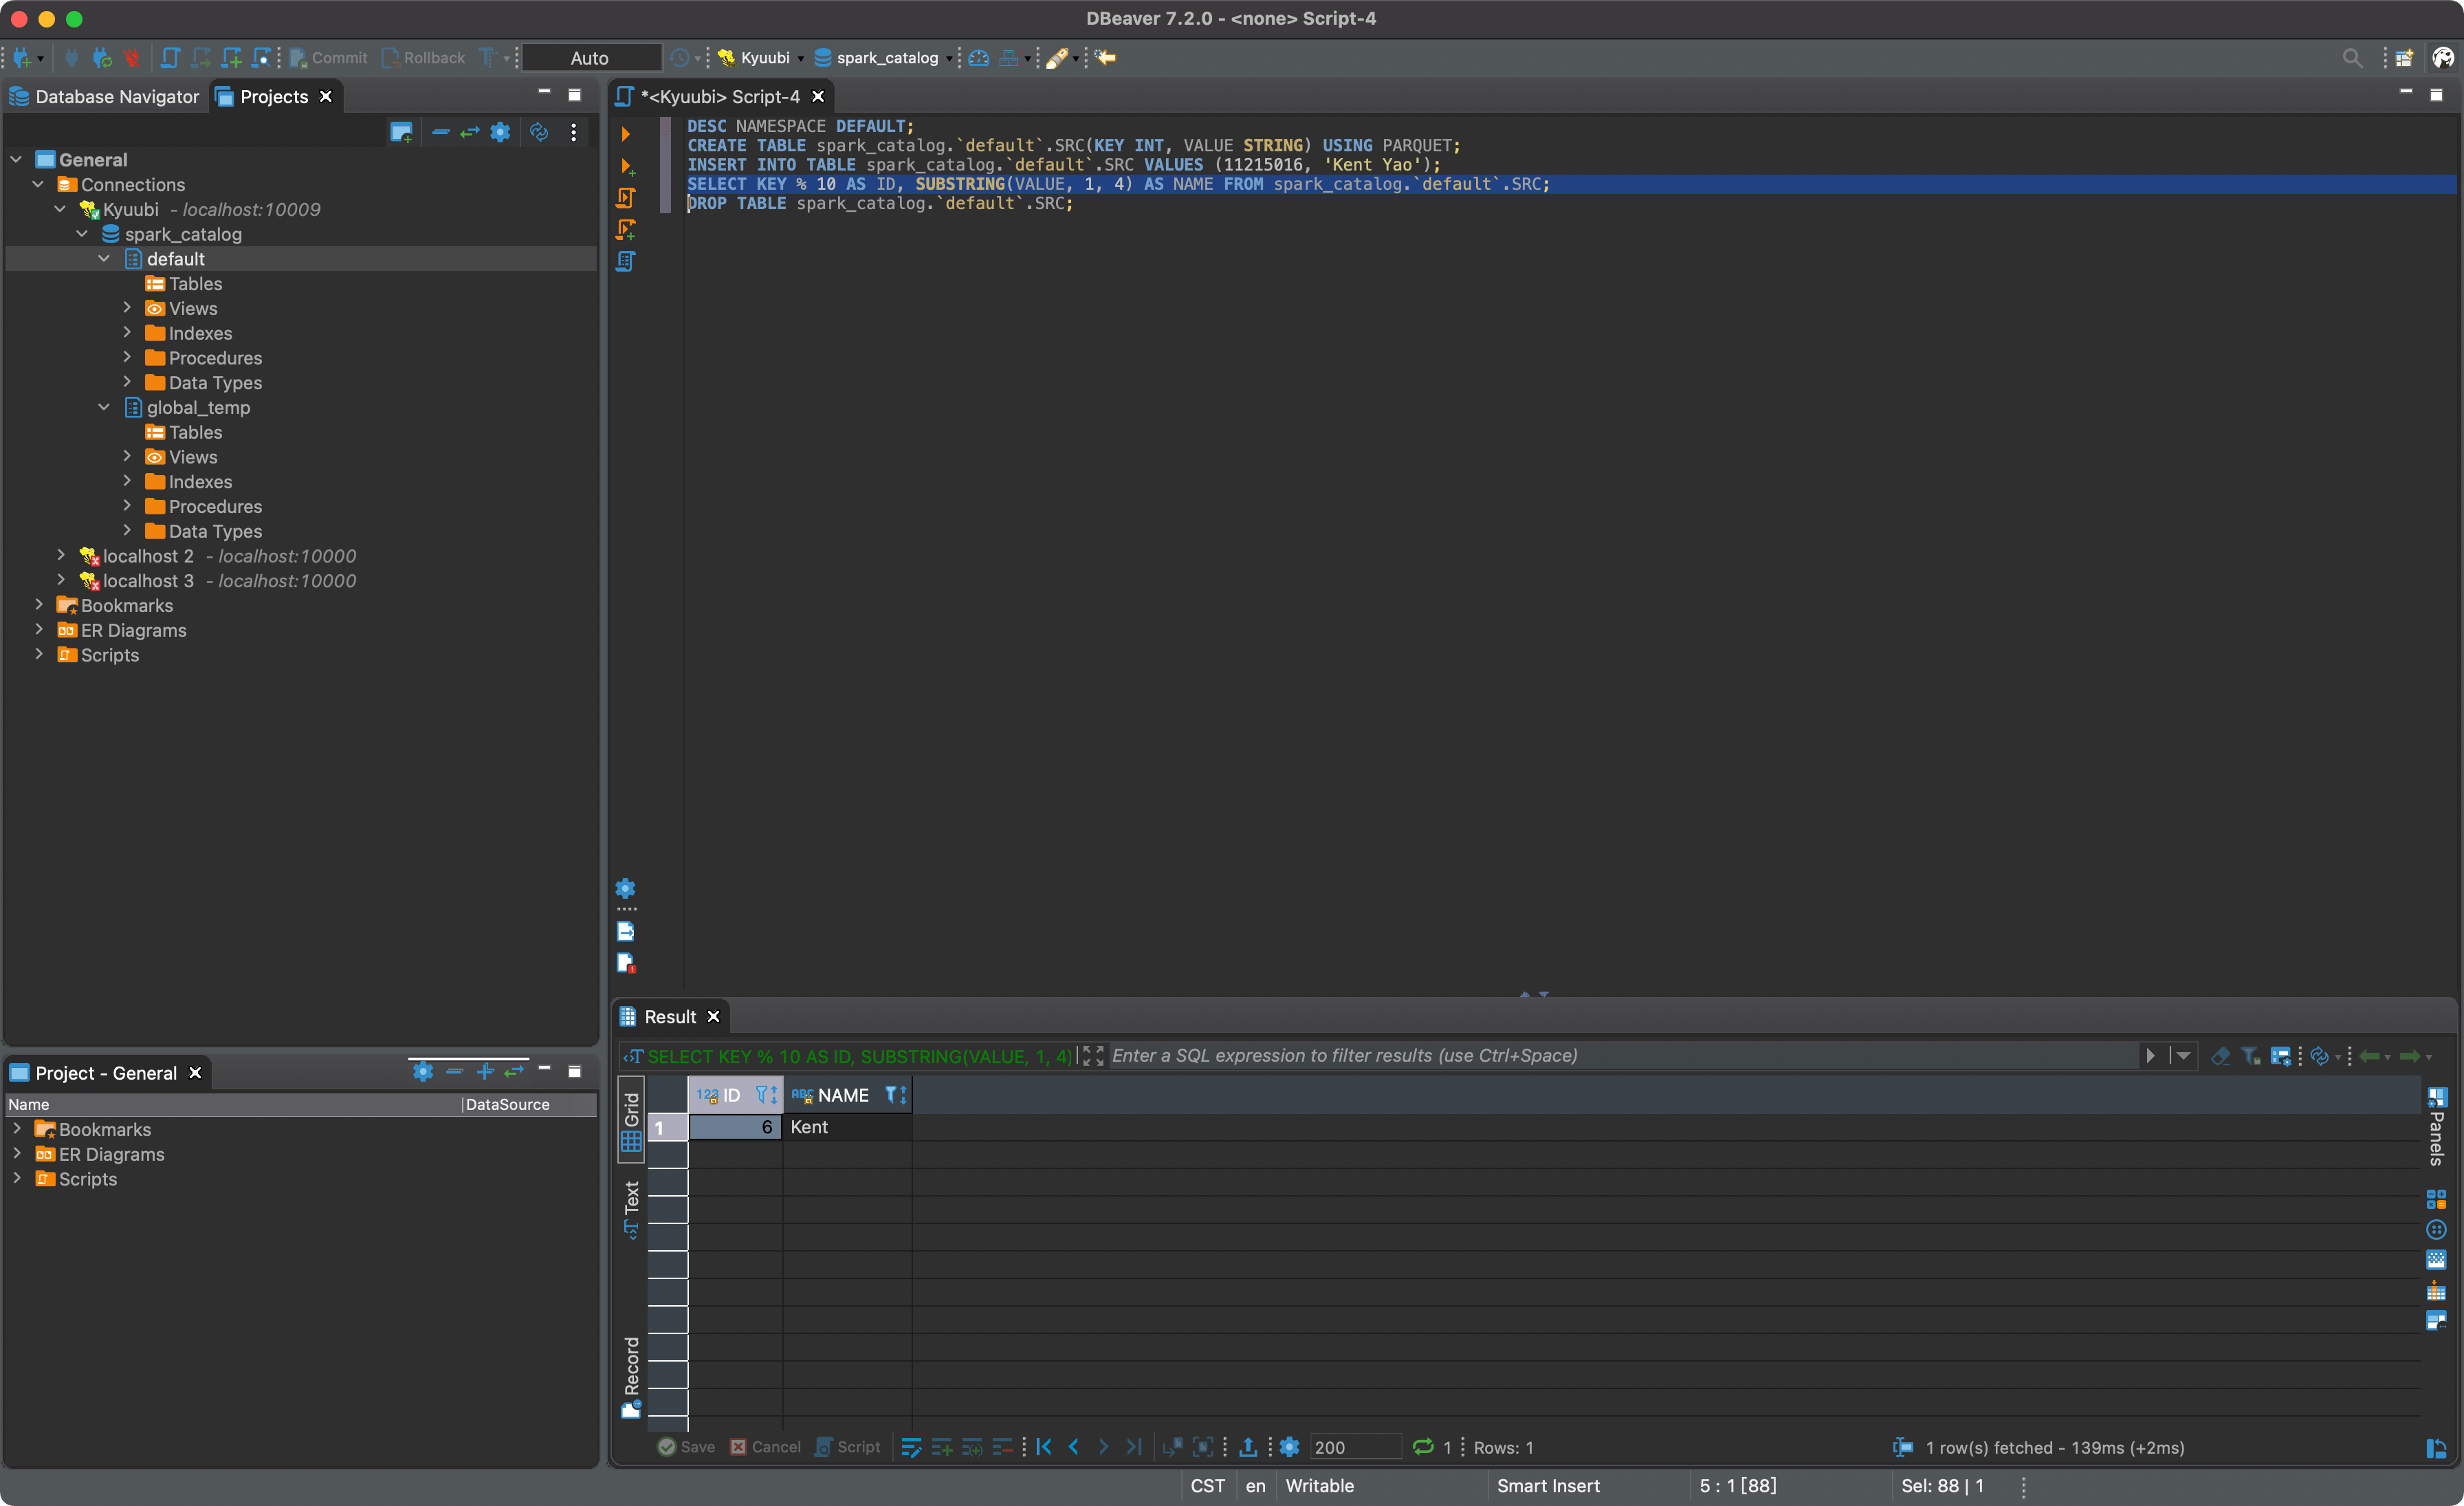 DBeaver 7.2.0 - <none> Script-4
Commit Rollback Auto Kyuubi spark_catalog
Database Navigator Projects
General
Connections
Kyuubi - localhost:10009
spark_catalog
default
Tables
Views
Indexes
Procedures
Data Types
global_temp
Tables
Views
Indexes
Procedures
Data Types
localhost 2 - localhost:10000
localhost 3 - localhost:10000
Bookmarks
ER Diagrams
Scripts
*<Kyuubi> Script-4
DESC NAMESPACE DEFAULT;
CREATE TABLE spark_catalog.`default`.SRC(KEY INT, VALUE STRING) USING PARQUET;
INSERT INTO TABLE spark_catalog.`default`.SRC VALUES (11215016, 'Kent Yao');
SELECT KEY % 10 AS ID, SUBSTRING(VALUE, 1, 4) AS NAME FROM spark_catalog.`default`.SRC;
DROP TABLE spark_catalog.`default`.SRC;
Project - General
Name DataSource
Bookmarks
ER Diagrams
Scripts
Result
SELECT KEY % 10 AS ID, SUBSTRING(VALUE, 1, 4) Enter a SQL expression to filter results (use Ctrl+Space)
Grid
Text
Record
123 ID ABC NAME
1 6 Kent
Panels
Save Cancel Script 200 1 Rows: 1 1 row(s) fetched - 139ms (+2ms)
CST en Writable Smart Insert 5 : 1 [88] Sel: 88 | 1